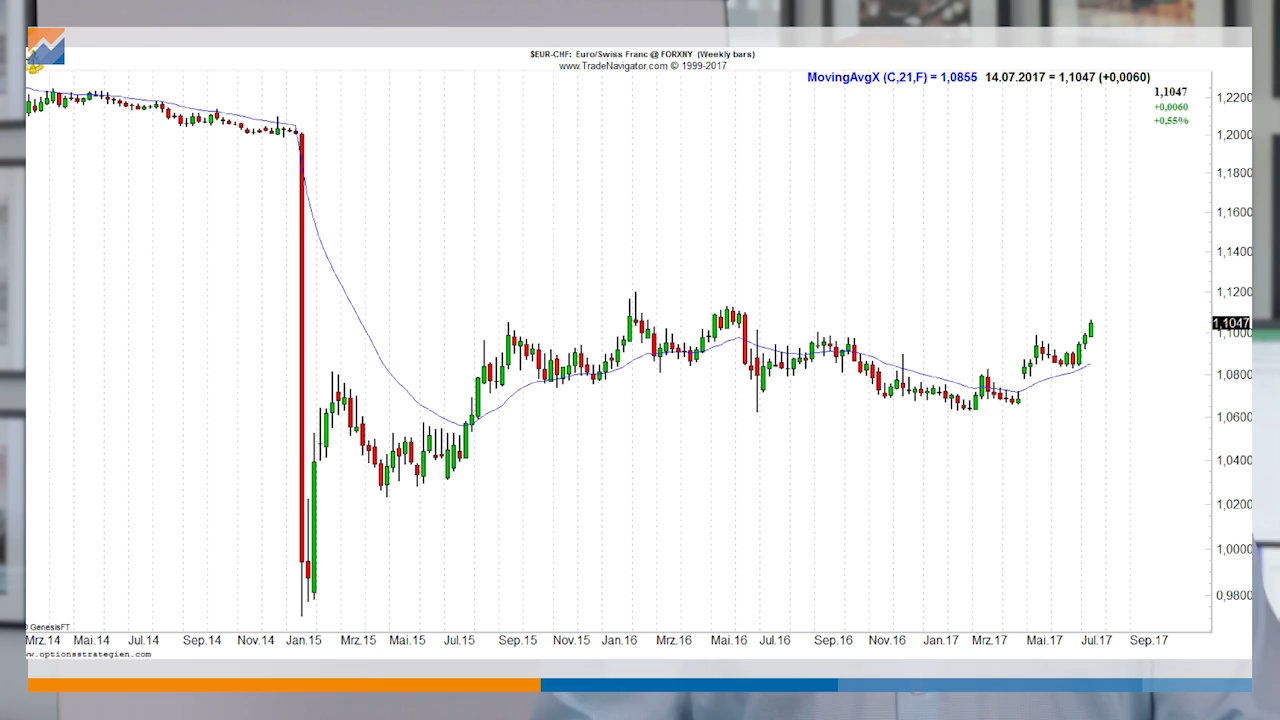 $EUR-CHF: Euro/Swiss Franc @ FORXNY (Weekly bars)
www.TradeNavigator.com © 1999-2017
MovingAvgX (C,21,F) = 1,0855 14.07.2017 = 1,1047 (+0,0060)
1,1047
+0,0060
+0,55%
1,2200
1,2000
1,1800
1,1600
1,1400
1,1200
1,1047
1,1000
1,0800
1,0600
1,0400
1,0200
1,0000
0,9800
© GenesisFT
Mrz.14 Mai.14 Jul.14 Sep.14 Nov.14 Jan.15 Mrz.15 Mai.15 Jul.15 Sep.15 Nov.15 Jan.16 Mrz.16 Mai.16 Jul.16 Sep.16 Nov.16 Jan.17 Mrz.17 Mai.17 Jul.17 Sep.17
w.optionsstrategien.com